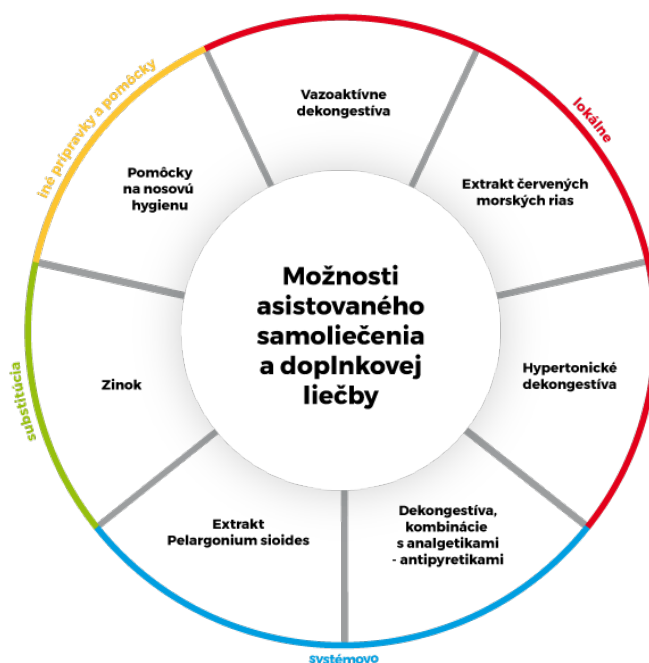 Vazoaktívne
dekongestíva
lokálne
Extrakt červených
morských rias
Hypertonické
dekongestíva
Dekongestíva,
kombinácie
s analgetikami
- antipyretikami
systémovo
Extrakt
Pelargonium sioides
substitúcia
Zinok
iné prípravky a pomôcky
Pomôcky
na nosovú
hygienu
Možnosti
asistovaného
samoliečenia
a doplnkovej
liečby